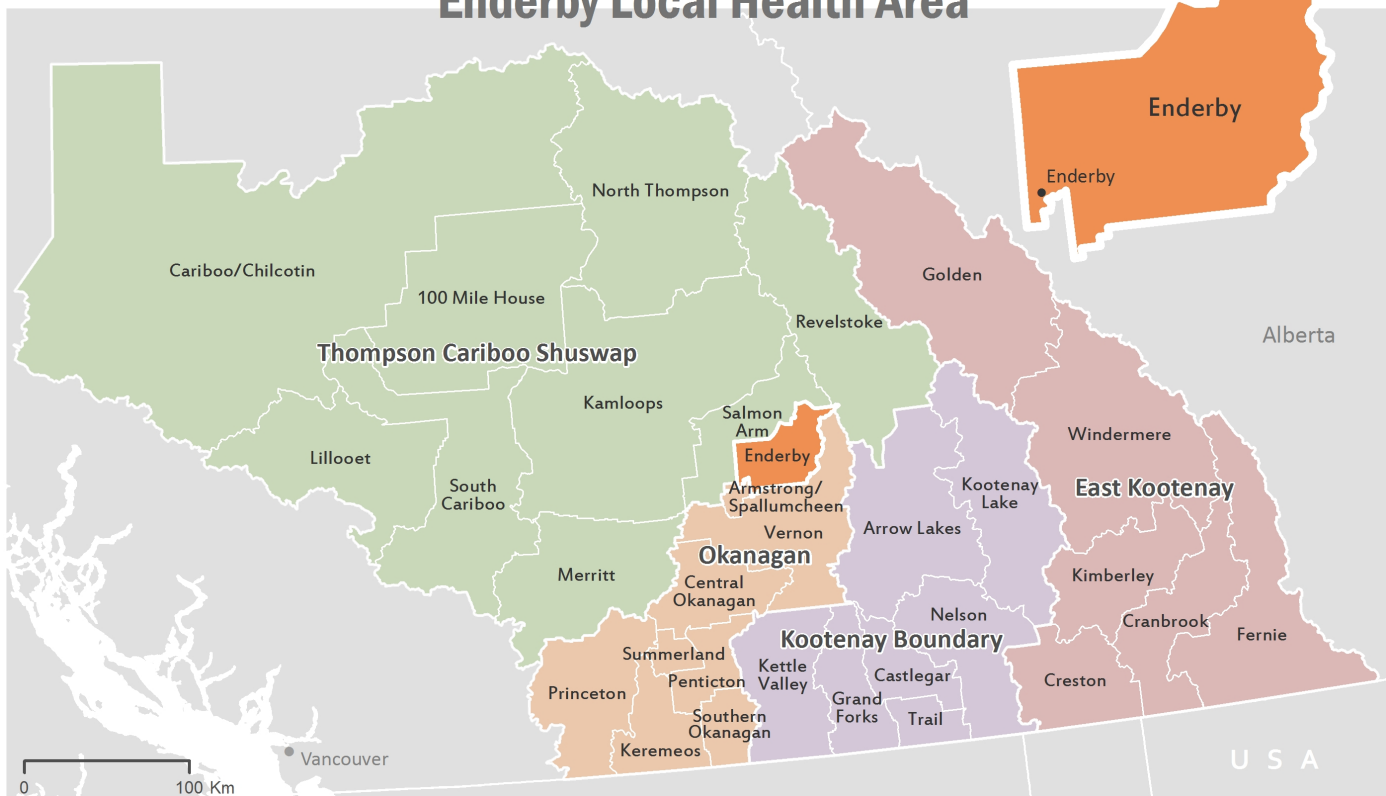 Enderby Local Health Area
Enderby
Enderby
North Thompson
Cariboo/Chilcotin
Golden
100 Mile House
Revelstoke
Alberta
Thompson Cariboo Shuswap
Kamloops
Salmon
Arm
Windermere
Enderby
Lillooet
South
Cariboo
Armstrong/
Spallumcheen
Kootenay
Lake
East Kootenay
Arrow Lakes
Vernon
Okanagan
Merritt
Central
Okanagan
Kimberley
Nelson
Cranbrook
Fernie
Kootenay Boundary
Summerland
Kettle
Valley
Castlegar
Penticton
Creston
Princeton
Grand
Forks
Trail
Southern
Okanagan
Keremeos
Vancouver
USA
0
100 Km